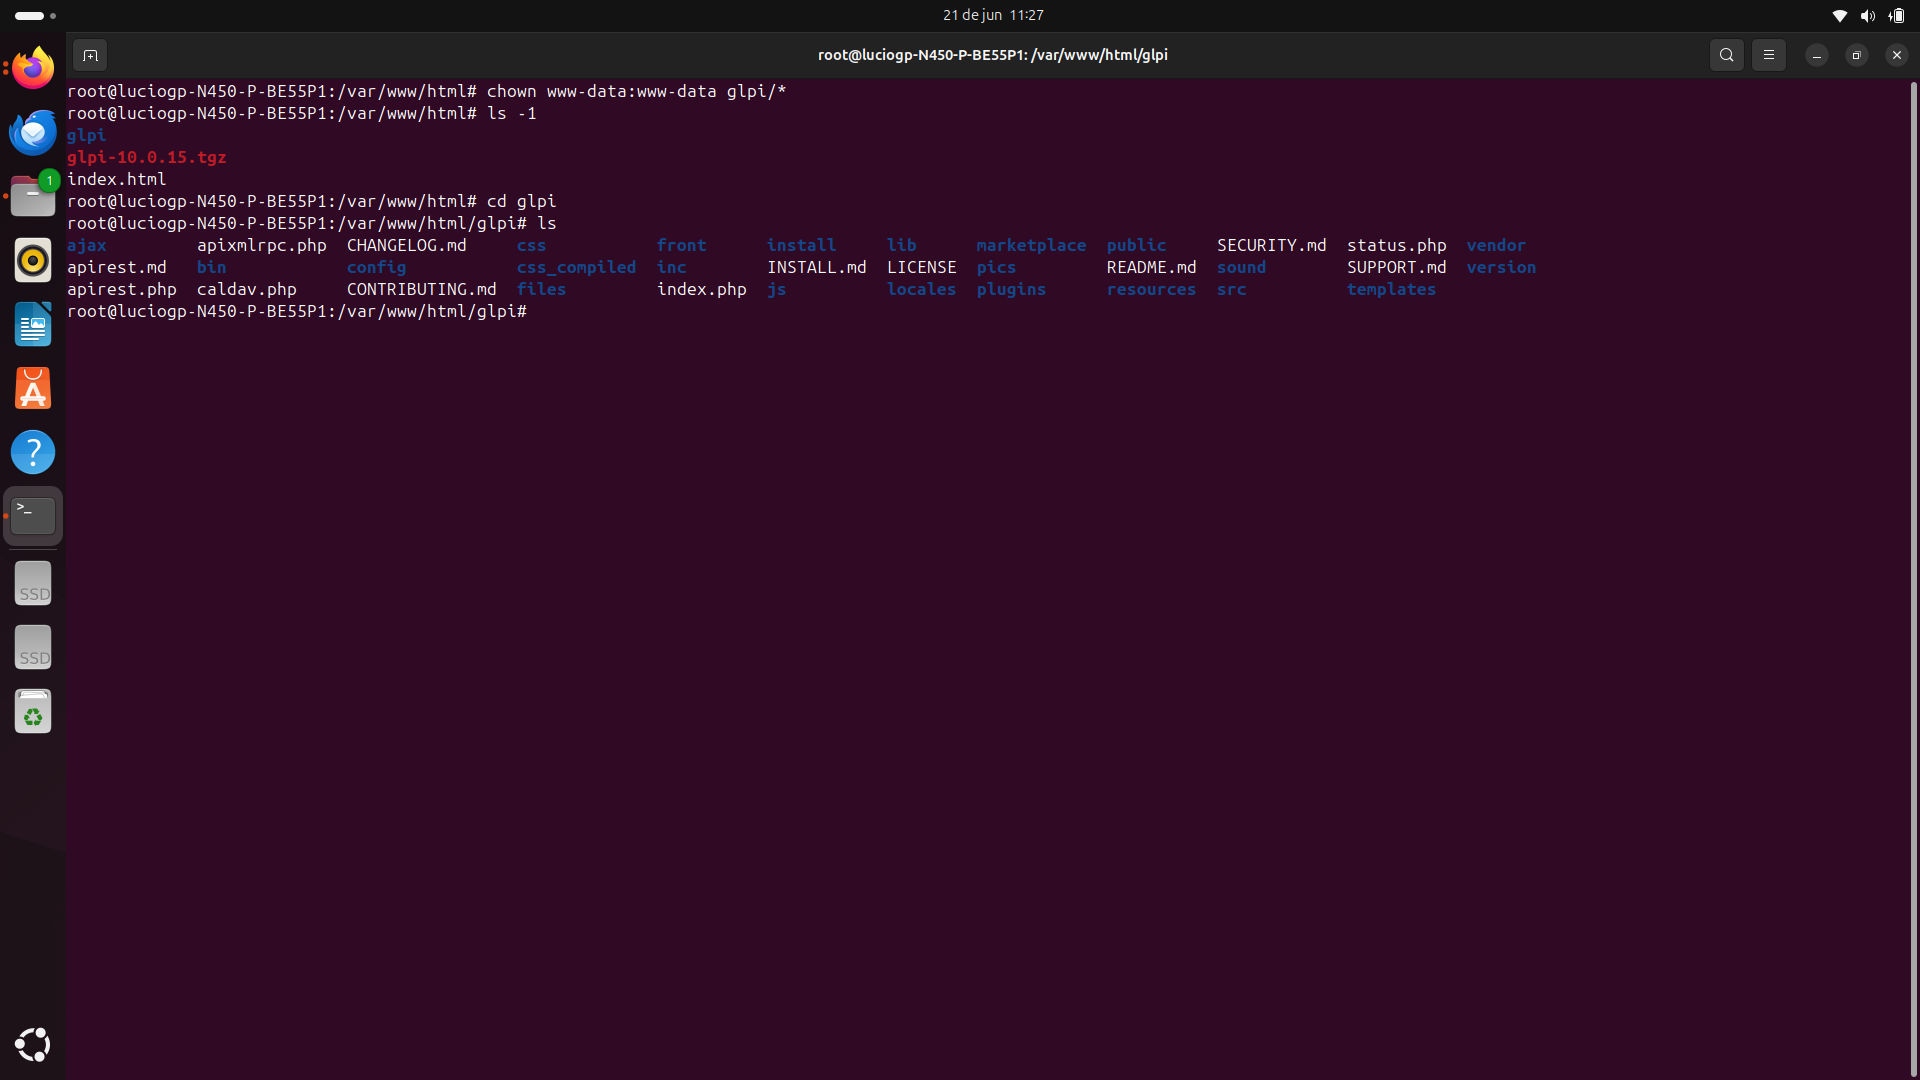 21 de jun 11:27
root@luciogp-N450-P-BE55P1: /var/www/html/glpi
root@luciogp-N450-P-BE55P1:/var/www/html# chown www-data:www-data glpi/*
root@luciogp-N450-P-BE55P1:/var/www/html# ls -1
glpi
glpi-10.0.15.tgz
index.html
root@luciogp-N450-P-BE55P1:/var/www/html# cd glpi
root@luciogp-N450-P-BE55P1:/var/www/html/glpi# ls
ajax apixmlrpc.php CHANGELOG.md css front install lib marketplace public SECURITY.md status.php vendor
apirest.md bin config css_compiled inc INSTALL.md LICENSE pics README.md sound SUPPORT.md version
apirest.php caldav.php CONTRIBUTING.md files index.php js locales plugins resources src templates
root@luciogp-N450-P-BE55P1:/var/www/html/glpi#
1
>_
SSD
SSD